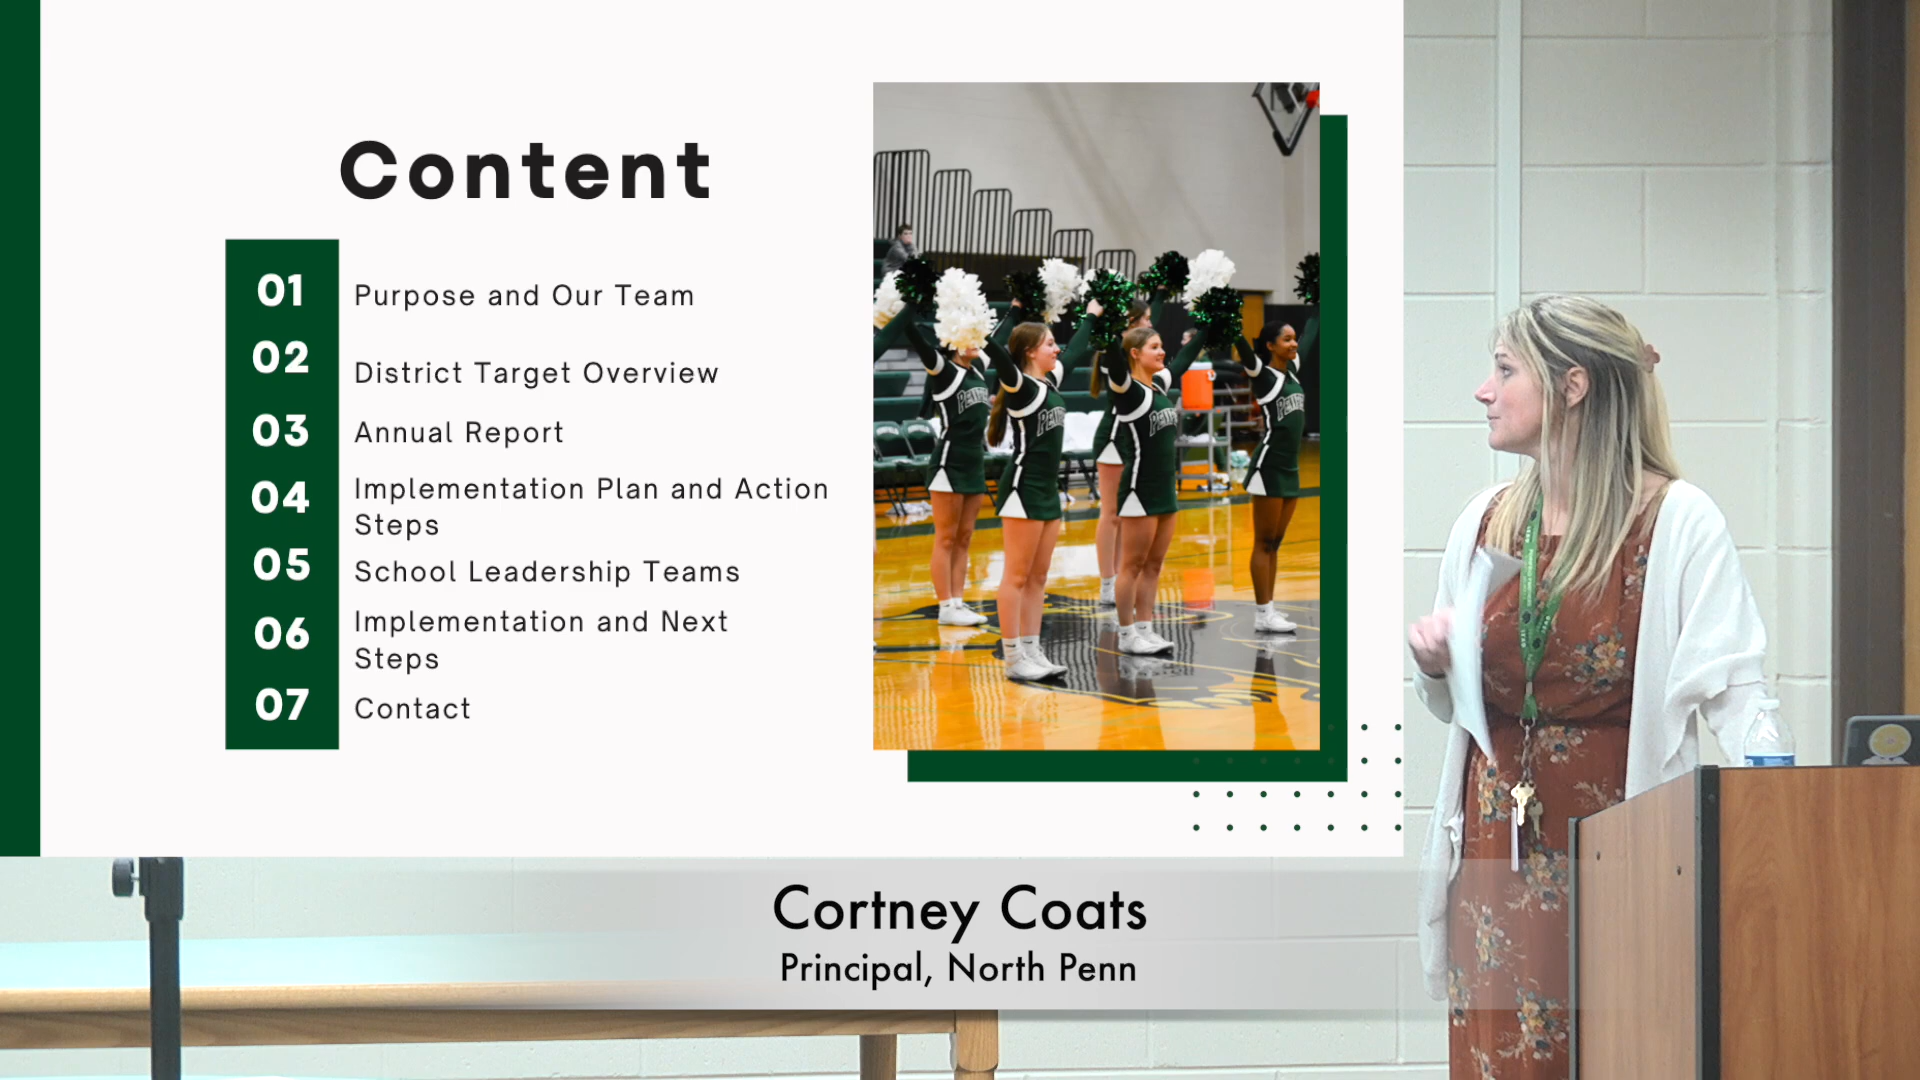 Content
01 Purpose and Our Team
02 District Target Overview
03 Annual Report
04 Implementation Plan and Action
Steps
05 School Leadership Teams
06 Implementation and Next
Steps
07 Contact
Cortney Coats
Principal, North Penn